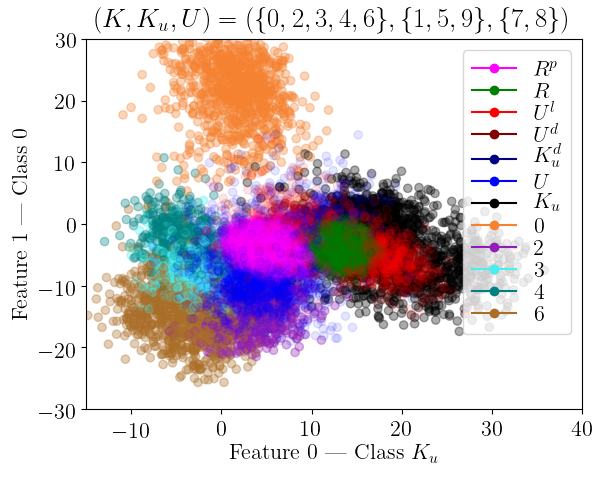 (K, K_u, U) = ({0, 2, 3, 4, 6}, {1, 5, 9}, {7, 8})
30
20
10
0
−10
−20
−30
Feature 1 — Class 0
R^p
R
U^l
U^d
K_u^d
U
K_u
0
2
3
4
6
−10 0 10 20 30 40
Feature 0 — Class K_u